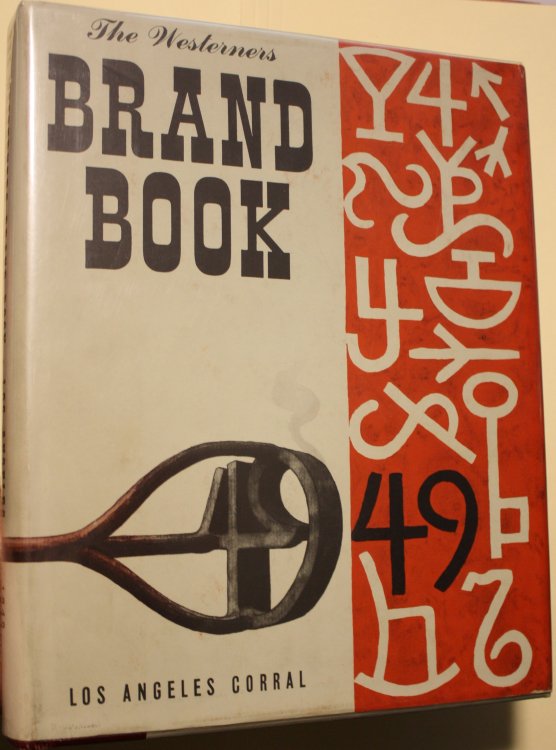 The Westerners
BRAND
BOOK
49
LOS ANGELES CORRAL